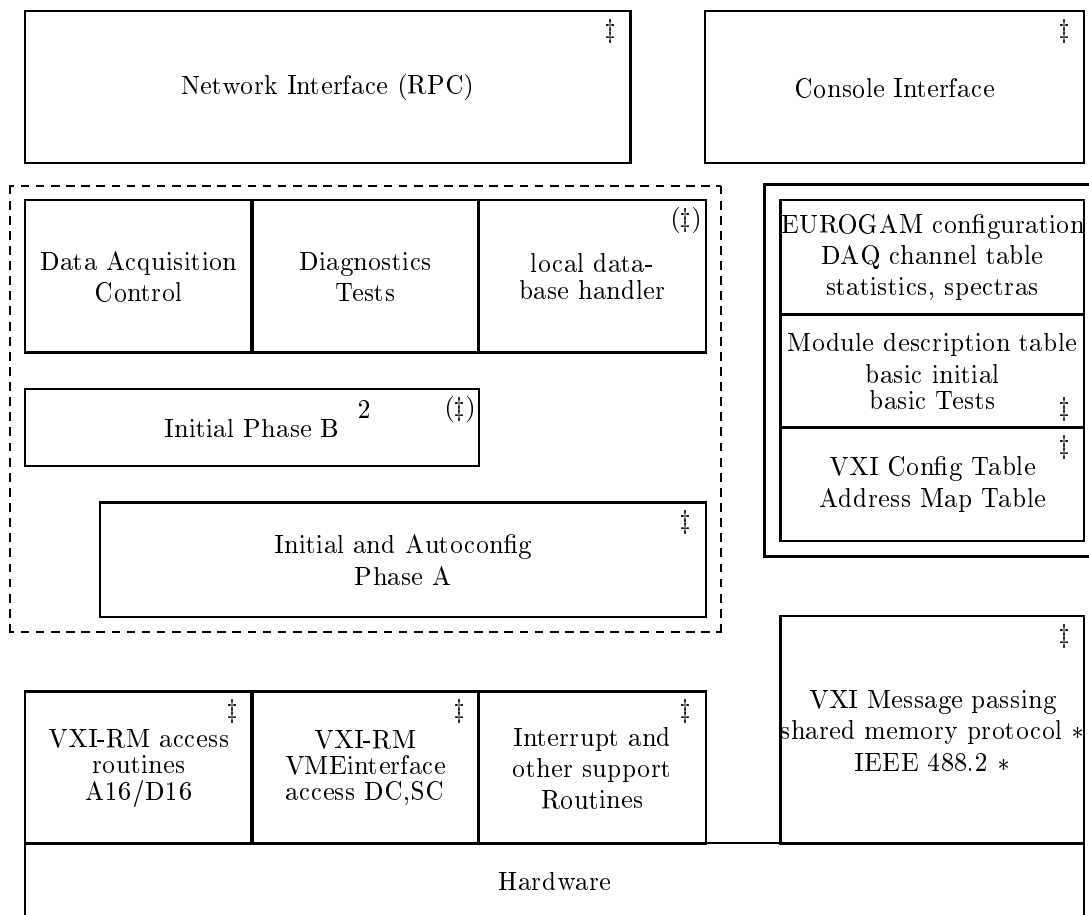 ‡
Network Interface (RPC)
‡
Console Interface
(‡)
Data Acquisition
Control
Diagnostics
Tests
local data-
base handler
EUROGAM configuration
DAQ channel table
statistics, spectras
Module description table
basic initial
basic Tests
‡
‡
VXI Config Table
Address Map Table
Initial Phase B 2 (‡)
‡
Initial and Autoconfig
Phase A
‡
VXI-RM access
routines
A16/D16
‡
VXI-RM
VMEinterface
access DC,SC
‡
Interrupt and
other support
Routines
‡
VXI Message passing
shared memory protocol *
IEEE 488.2 *
Hardware